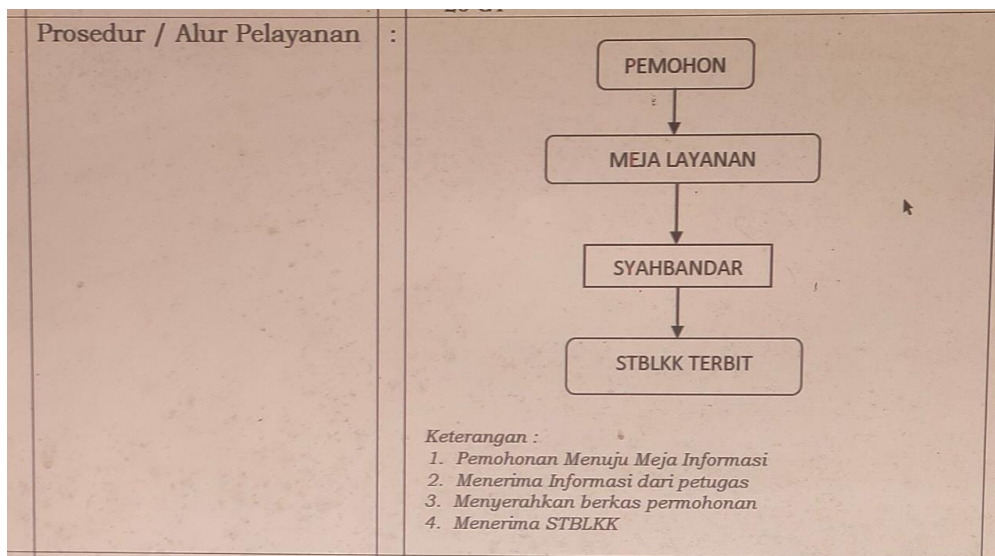 Prosedur / Alur Pelayanan :
PEMOHON
MEJA LAYANAN
SYAHBANDAR
STBLKK TERBIT
Keterangan :
1. Pemohonan Menuju Meja Informasi
2. Menerima Informasi dari petugas
3. Menyerahkan berkas permohonan
4. Menerima STBLKK